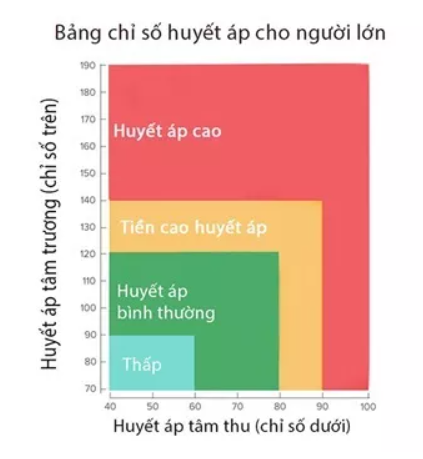 Bảng chỉ số huyết áp cho người lớn
Huyết áp tâm trương (chỉ số trên)
190
180
170
160
150
140
130
120
110
100
90
80
70
Huyết áp cao
Tiền cao huyết áp
Huyết áp
bình thường
Thấp
40 50 60 70 80 90 100
Huyết áp tâm thu (chỉ số dưới)